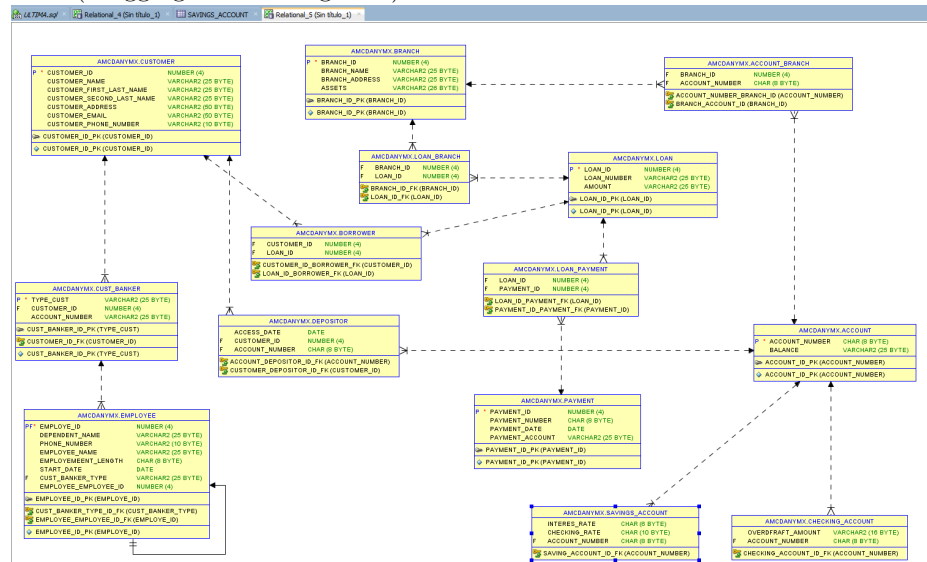 ULTIMA.sql Relational_4 (Sin título_1) SAVINGS_ACCOUNT Relational_5 (Sin título_1)
AMCDANYMX.CUSTOMER
P * CUSTOMER_ID NUMBER (4)
CUSTOMER_NAME VARCHAR2 (25 BYTE)
CUSTOMER_FIRST_LAST_NAME VARCHAR2 (25 BYTE)
CUSTOMER_SECOND_LAST_NAME VARCHAR2 (25 BYTE)
CUSTOMER_ADDRESS VARCHAR2 (50 BYTE)
CUSTOMER_EMAIL VARCHAR2 (50 BYTE)
CUSTOMER_PHONE_NUMBER VARCHAR2 (10 BYTE)
CUSTOMER_ID_PK (CUSTOMER_ID)
CUSTOMER_ID_PK (CUSTOMER_ID)
AMCDANYMX.BRANCH
P * BRANCH_ID NUMBER (4)
BRANCH_NAME VARCHAR2 (25 BYTE)
BRANCH_ADDRESS VARCHAR2 (25 BYTE)
ASSETS VARCHAR2 (26 BYTE)
BRANCH_ID_PK (BRANCH_ID)
BRANCH_ID_PK (BRANCH_ID)
AMCDANYMX.ACCOUNT_BRANCH
F BRANCH_ID NUMBER (4)
F ACCOUNT_NUMBER CHAR (8 BYTE)
ACCOUNT_NUMBER_BRANCH_ID (ACCOUNT_NUMBER)
BRANCH_ACCOUNT_ID (BRANCH_ID)
AMCDANYMX.LOAN_BRANCH
F BRANCH_ID NUMBER (4)
F LOAN_ID NUMBER (4)
BRANCH_ID_FK (BRANCH_ID)
LOAN_ID_FK (LOAN_ID)
AMCDANYMX.LOAN
P * LOAN_ID NUMBER (4)
LOAN_NUMBER VARCHAR2 (25 BYTE)
AMOUNT VARCHAR2 (25 BYTE)
LOAN_ID_PK (LOAN_ID)
LOAN_ID_PK (LOAN_ID)
AMCDANYMX.BORROWER
F CUSTOMER_ID NUMBER (4)
F LOAN_ID NUMBER (4)
CUSTOMER_ID_BORROWER_FK (CUSTOMER_ID)
LOAN_ID_BORROWER_FK (LOAN_ID)
AMCDANYMX.LOAN_PAYMENT
F LOAN_ID NUMBER (4)
F PAYMENT_ID NUMBER (4)
LOAN_ID_PAYMENT_FK (LOAN_ID)
PAYMENT_ID_PAYMENT_FK (PAYMENT_ID)
AMCDANYMX.CUST_BANKER
P * TYPE_CUST VARCHAR2 (25 BYTE)
F CUSTOMER_ID NUMBER (4)
ACCOUNT_NUMBER VARCHAR2 (25 BYTE)
CUST_BANKER_ID_PK (TYPE_CUST)
CUSTOMER_ID_FK (CUSTOMER_ID)
CUST_BANKER_ID_PK (TYPE_CUST)
AMCDANYMX.DEPOSITOR
ACCESS_DATE DATE
F CUSTOMER_ID NUMBER (4)
F ACCOUNT_NUMBER CHAR (8 BYTE)
ACCOUNT_DEPOSITOR_ID_FK (ACCOUNT_NUMBER)
CUSTOMER_DEPOSITOR_ID_FK (CUSTOMER_ID)
AMCDANYMX.ACCOUNT
P * ACCOUNT_NUMBER CHAR (8 BYTE)
BALANCE VARCHAR2 (25 BYTE)
ACCOUNT_ID_PK (ACCOUNT_NUMBER)
ACCOUNT_ID_PK (ACCOUNT_NUMBER)
AMCDANYMX.EMPLOYEE
PF* EMPLOYE_ID NUMBER (4)
DEPENDENT_NAME VARCHAR2 (25 BYTE)
PHONE_NUMBER VARCHAR2 (10 BYTE)
EMPLOYEE_NAME VARCHAR2 (25 BYTE)
EMPLOYEMEENT_LENGTH CHAR (8 BYTE)
START_DATE DATE
F CUST_BANKER_TYPE VARCHAR2 (25 BYTE)
EMPLOYEE_EMPLOYEE_ID NUMBER (4)
EMPLOYEE_ID_PK (EMPLOYE_ID)
CUST_BANKER_TYPE_ID_FK (CUST_BANKER_TYPE)
EMPLOYEE_EMPLOYEE_ID_FK (EMPLOYE_ID)
EMPLOYEE_ID_PK (EMPLOYE_ID)
AMCDANYMX.PAYMENT
P * PAYMENT_ID NUMBER (4)
PAYMENT_NUMBER CHAR (8 BYTE)
PAYMENT_DATE DATE
PAYMENT_ACCOUNT VARCHAR2 (25 BYTE)
PAYMENT_ID_PK (PAYMENT_ID)
PAYMENT_ID_PK (PAYMENT_ID)
AMCDANYMX.SAVINGS_ACCOUNT
INTERES_RATE CHAR (6 BYTE)
CHECKING_RATE CHAR (10 BYTE)
F ACCOUNT_NUMBER CHAR (8 BYTE)
SAVING_ACCOUNT_ID_FK (ACCOUNT_NUMBER)
AMCDANYMX.CHECKING_ACCOUNT
OVERDFRAFT_AMOUNT VARCHAR2 (16 BYTE)
F ACCOUNT_NUMBER CHAR (8 BYTE)
CHECKING_ACCOUNT_ID_FK (ACCOUNT_NUMBER)